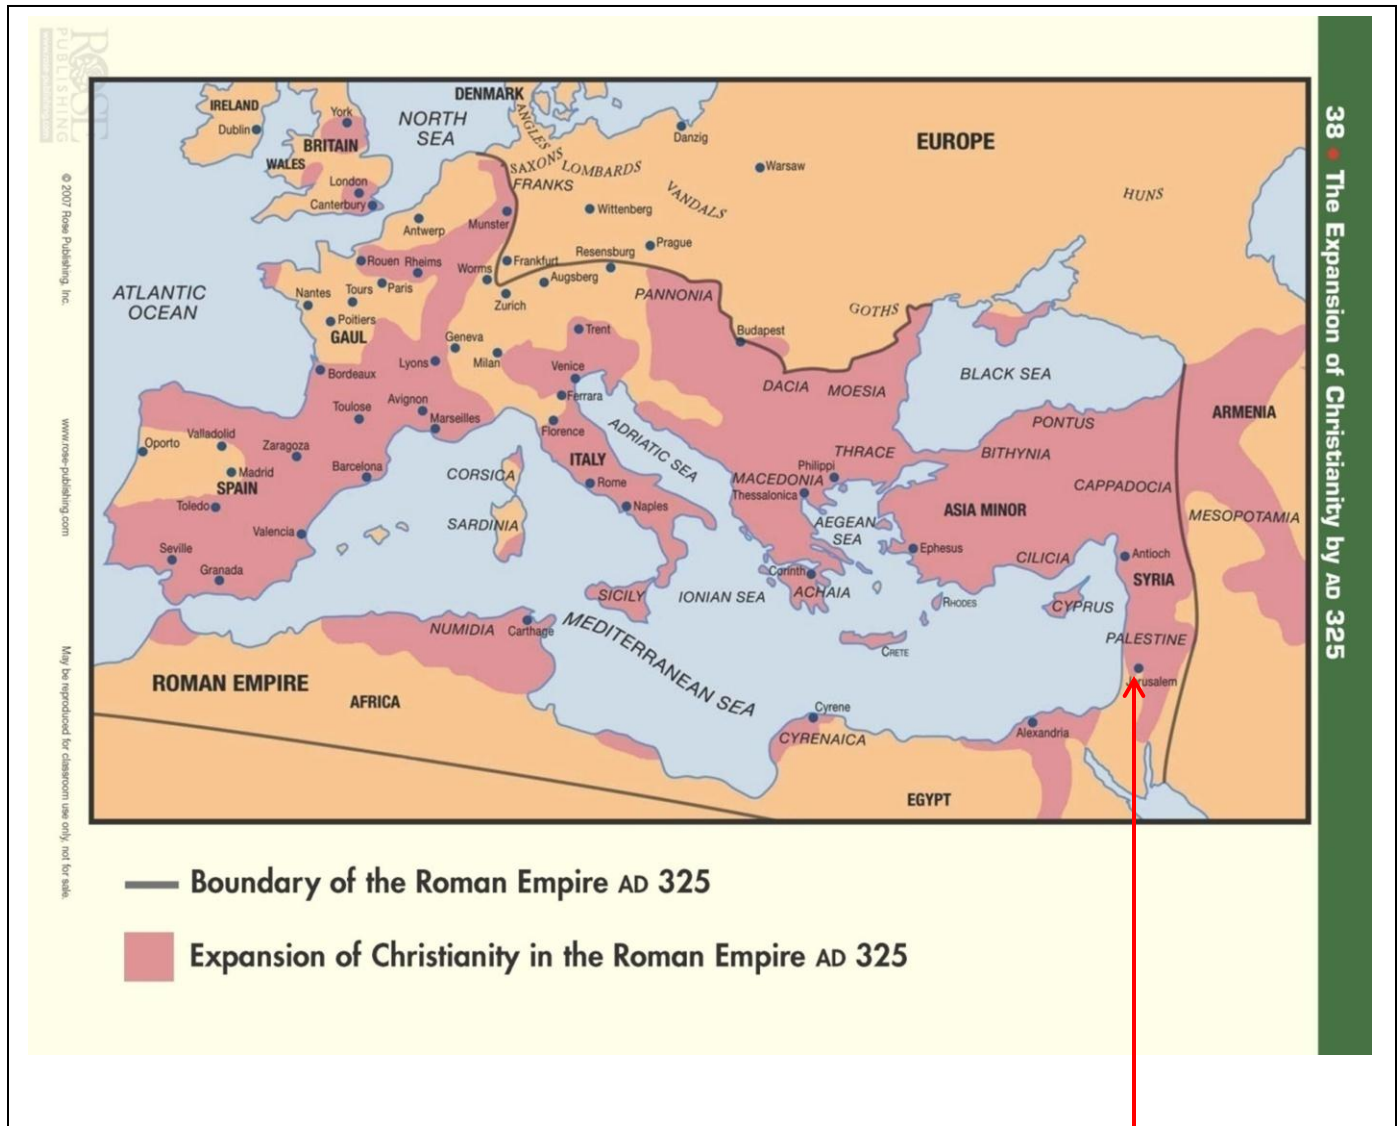 ROSE
PUBLISHING
© 2007 Rose Publishing, Inc.
www.rose-publishing.com
May be reproduced for classroom use only, not for sale.
38 • The Expansion of Christianity by AD 325
IRELAND
Dublin
York
BRITAIN
WALES
London
Canterbury
NORTH
SEA
DENMARK
ANGLES
SAXONS
LOMBARDS
FRANKS
VANDALS
Danzig
Warsaw
EUROPE
HUNS
Antwerp
Munster
Wittenberg
Prague
Resensburg
Frankfurt
Augsberg
Worms
Zurich
Rouen
Rheims
Paris
Tours
Nantes
Poitiers
GAUL
ATLANTIC
OCEAN
PANNONIA
GOTHS
Budapest
Trent
Geneva
Milan
Lyons
Venice
Bordeaux
Ferrara
Avignon
Toulose
Marseilles
Florence
DACIA
MOESIA
BLACK SEA
ARMENIA
PONTUS
BITHYNIA
THRACE
CAPPADOCIA
ADRIATIC SEA
Valladolid
Oporto
Zaragoza
Madrid
SPAIN
Barcelona
Toledo
Valencia
Seville
Granada
CORSICA
SARDINIA
ITALY
Rome
Naples
Philippi
MACEDONIA
Thessalonica
AEGEAN
SEA
ASIA MINOR
MESOPOTAMIA
Ephesus
CILICIA
Antioch
SYRIA
Corinth
ACHAIA
SICILY
IONIAN SEA
RHODES
CYPRUS
NUMIDIA
Carthage
MEDITERRANEAN SEA
CRETE
PALESTINE
Jerusalem
ROMAN EMPIRE
AFRICA
Cyrene
CYRENAICA
Alexandria
EGYPT
Boundary of the Roman Empire AD 325
Expansion of Christianity in the Roman Empire AD 325